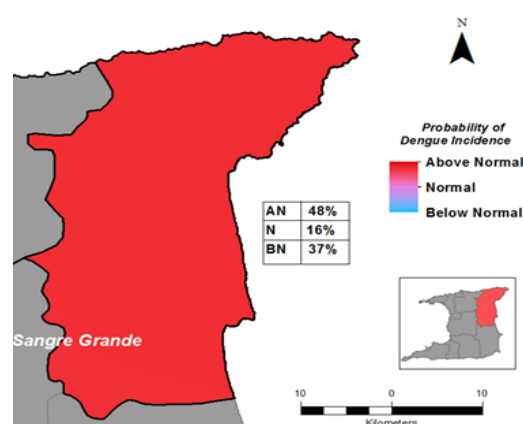 N
Probability of
Dengue Incidence
Above Normal
Normal
Below Normal
AN 48%
N 16%
BN 37%
Sangre Grande
10 0 10
Kilometers